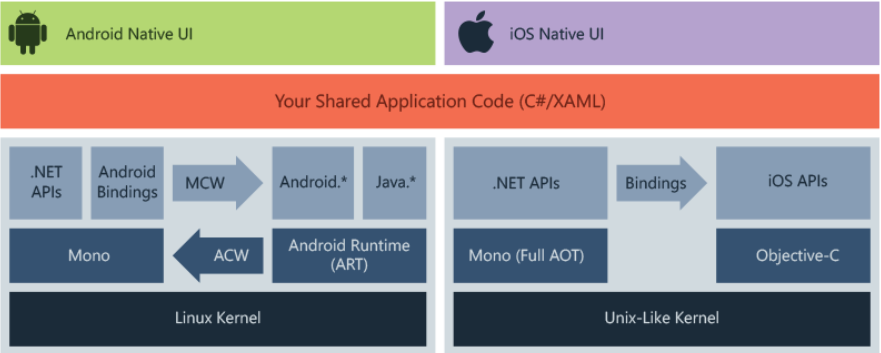 Android Native UI
iOS Native UI
Your Shared Application Code (C#/XAML)
.NET
APIs
Android
Bindings
MCW
Android.*
Java.*
.NET APIs
Bindings
iOS APIs
Mono
ACW
Android Runtime
(ART)
Mono (Full AOT)
Objective-C
Linux Kernel
Unix-Like Kernel